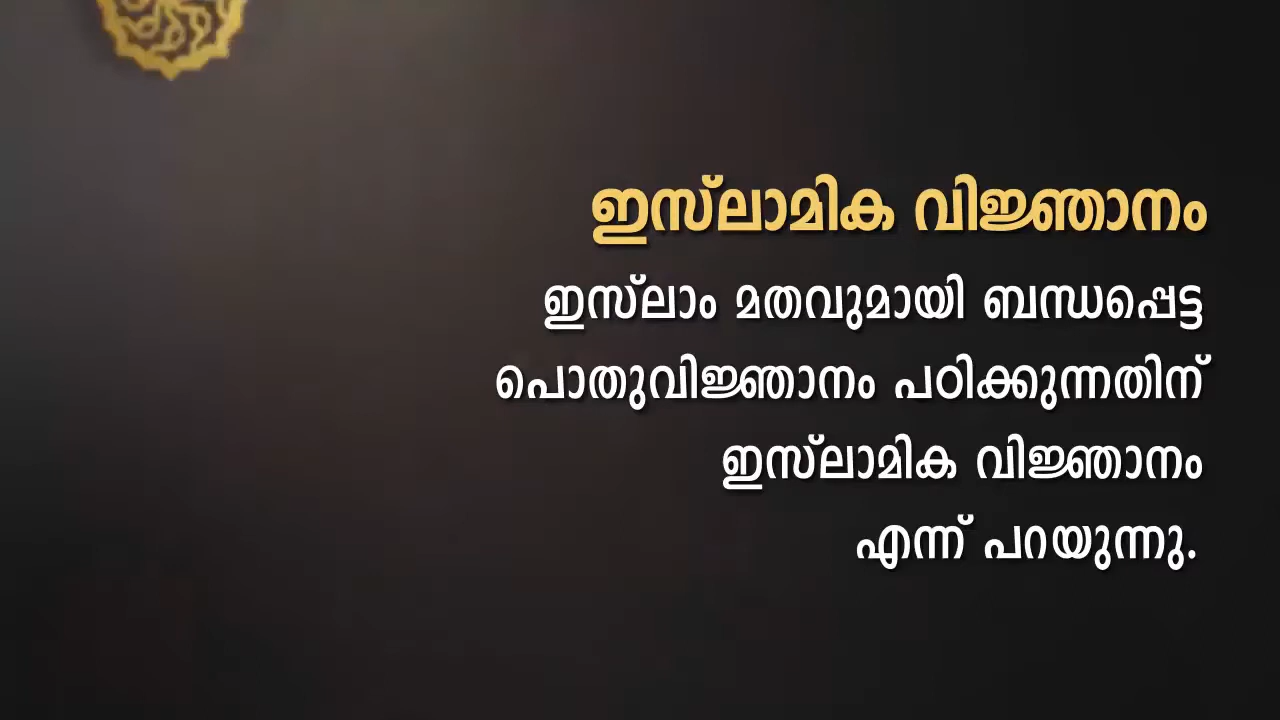 ഇസ്‌ലാമിക വിജ്ഞാനം
ഇസ്‌ലാം മതവുമായി ബന്ധപ്പെട്ട
പൊതുവിജ്ഞാനം പഠിക്കുന്നതിന്
ഇസ്‌ലാമിക വിജ്ഞാനം
എന്ന് പറയുന്നു.